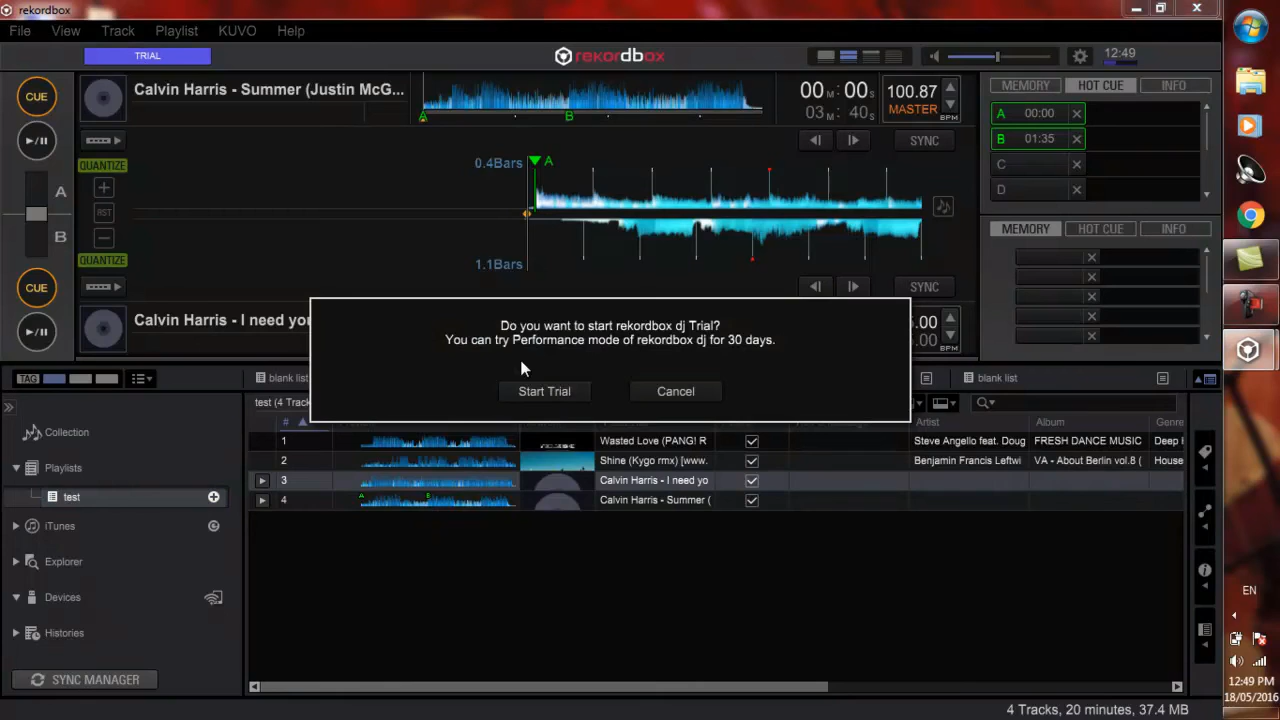 rekordbox
File View Track Playlist KUVO Help
TRIAL
rekordbox
12:49
CUE
Calvin Harris - Summer (Justin McG...
A B
00 M : 00 S
03 M : 40 S
100.87
MASTER
BPM
MEMORY HOT CUE INFO
A 00:00
B 01:35
C
D
SYNC
QUANTIZE
0.4Bars
A
RST
A
B
1.1Bars
QUANTIZE
SYNC
MEMORY HOT CUE INFO
CUE
Calvin Harris - I need you
BPM
Do you want to start rekordbox dj Trial?
You can try Performance mode of rekordbox dj for 30 days.
Start Trial Cancel
TAG
blank list
blank list
test (4 Track
# Artist Album Genre
1 Wasted Love (PANG! R Steve Angello feat. Doug FRESH DANCE MUSIC Deep
2 Shine (Kygo rmx) [www. Benjamin Francis Leftwi VA - About Berlin vol.8 ( House
3 Calvin Harris - I need yo
4 Calvin Harris - Summer (
Collection
Playlists
test
iTunes
Explorer
Devices
Histories
SYNC MANAGER
4 Tracks, 20 minutes, 37.4 MB
EN
12:49 PM
18/05/2016